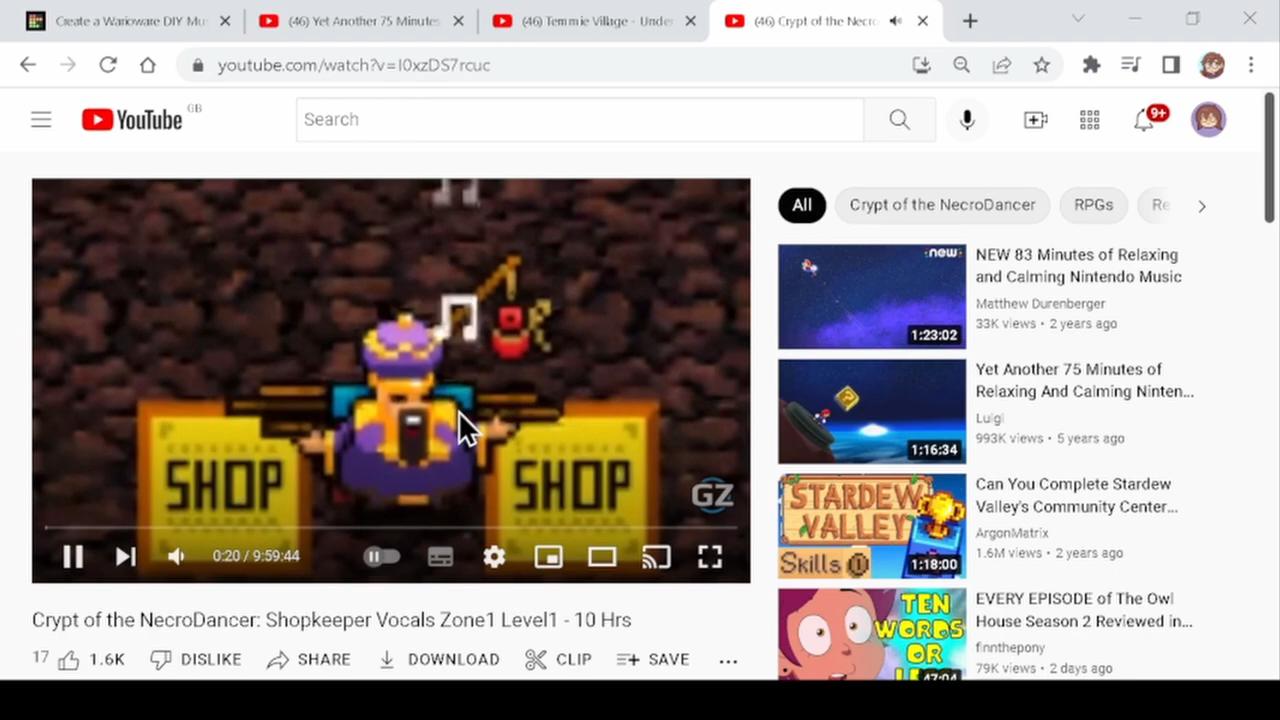 Create a Warioware DIY Mu
(46) Yet Another 75 Minutes
(46) Temmie Village - Under
(46) Crypt of the Necro
youtube.com/watch?v=I0xzDS7rcuc
YouTube GB
Search
9+
SHOP
SHOP
GZ
0:20 / 9:59:44
Crypt of the NecroDancer: Shopkeeper Vocals Zone1 Level1 - 10 Hrs
17
1.6K
DISLIKE
SHARE
DOWNLOAD
CLIP
SAVE
All
Crypt of the NecroDancer
RPGs
Re
new
1:23:02
NEW 83 Minutes of Relaxing
and Calming Nintendo Music
Matthew Durenberger
33K views • 2 years ago
1:16:34
Yet Another 75 Minutes of
Relaxing And Calming Ninten...
Luigi
993K views • 5 years ago
STARDEW
VALLEY
Skills
1:18:00
Can You Complete Stardew
Valley's Community Center...
ArgonMatrix
1.6M views • 2 years ago
TEN
WORDS
OR
47:04
EVERY EPISODE of The Owl
House Season 2 Reviewed in...
finnthepony
79K views • 2 days ago